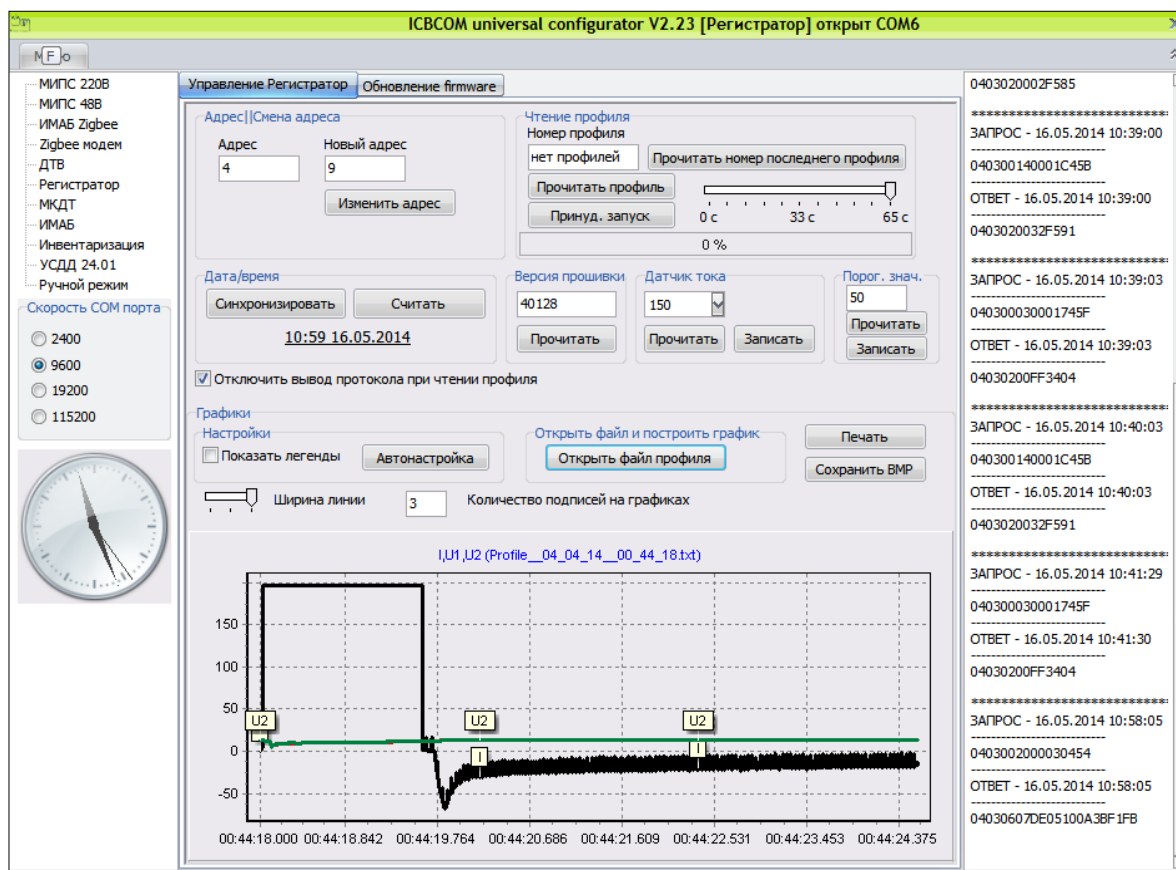 ICBCOM universal configurator V2.23 [Регистратор] открыт COM6
F
МИПС 220В
МИПС 48В
ИМАБ Zigbee
Zigbee модем
ДТВ
Регистратор
МКДТ
ИМАБ
Инвентаризация
УСДД 24.01
Ручной режим
Скорость COM порта
2400
9600
19200
115200
Управление Регистратор
Обновление firmware
Адрес||Смена адреса
Адрес
Новый адрес
4
9
Изменить адрес
Чтение профиля
Номер профиля
нет профилей
Прочитать номер последнего профиля
Прочитать профиль
Принуд. запуск
0 с 33 с 65 с
0 %
Дата/время
Синхронизировать
Считать
10:59 16.05.2014
Версия прошивки
40128
Прочитать
Датчик тока
150
Прочитать
Записать
Порог. знач.
50
Прочитать
Записать
Отключить вывод протокола при чтении профиля
Графики
Настройки
Показать легенды
Автонастройка
Открыть файл и построить график
Открыть файл профиля
Печать
Сохранить BMP
Ширина линии
3
Количество подписей на графиках
I,U1,U2 (Profile__04_04_14__00_44_18.txt)
150
100
50
0
-50
U2
U2
I
U2
I
00:44:18.000 00:44:18.842 00:44:19.764 00:44:20.686 00:44:21.609 00:44:22.531 00:44:23.453 00:44:24.375
0403020002F585
****************************
ЗАПРОС - 16.05.2014 10:39:00
---------------------------
040300140001C45B
---------------------------
ОТВЕТ - 16.05.2014 10:39:00
---------------------------
0403020032F591
****************************
ЗАПРОС - 16.05.2014 10:39:03
---------------------------
040300030001745F
---------------------------
ОТВЕТ - 16.05.2014 10:39:03
---------------------------
04030200FF3404
****************************
ЗАПРОС - 16.05.2014 10:40:03
---------------------------
040300140001C45B
---------------------------
ОТВЕТ - 16.05.2014 10:40:03
---------------------------
0403020032F591
****************************
ЗАПРОС - 16.05.2014 10:41:29
---------------------------
040300030001745F
---------------------------
ОТВЕТ - 16.05.2014 10:41:30
---------------------------
04030200FF3404
****************************
ЗАПРОС - 16.05.2014 10:58:05
---------------------------
0403002000030454
---------------------------
ОТВЕТ - 16.05.2014 10:58:05
---------------------------
04030607DE05100A3BF1FB